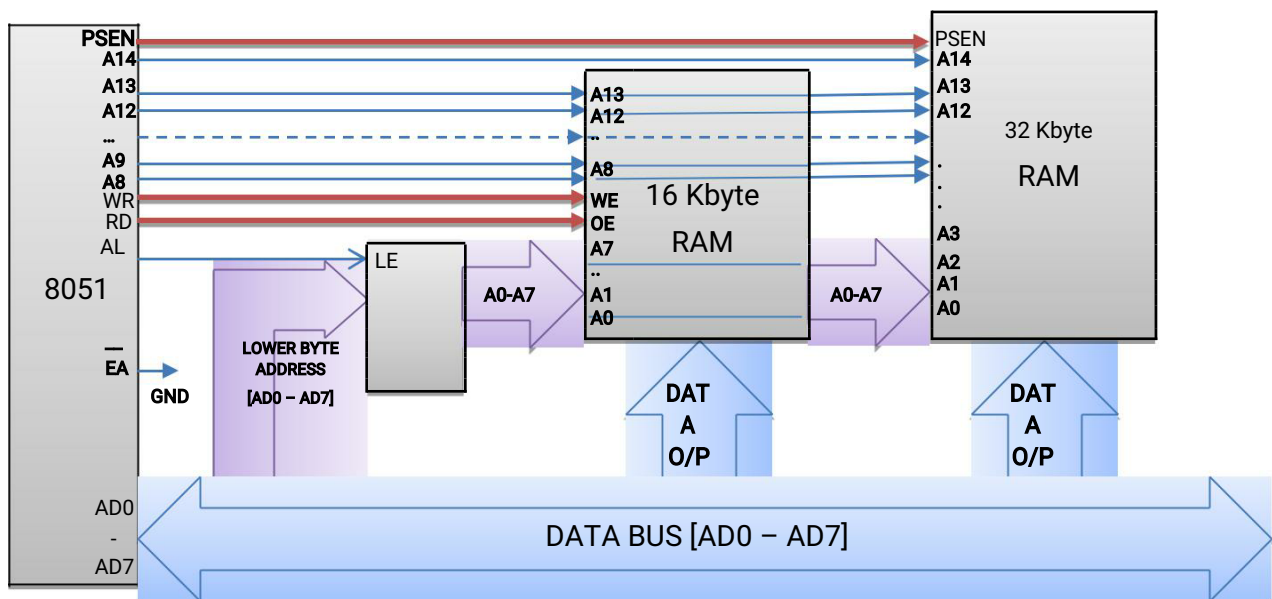 PSEN
A14
A13
A12
...
A9
A8
WR
RD
AL
8051
EA
GND
AD0
-
AD7
LE
LOWER BYTE
ADDRESS
[AD0 – AD7]
A0-A7
A13
A12
..
A8
WE
OE
A7
..
A1
A0
16 Kbyte
RAM
A0-A7
PSEN
A14
A13
A12
.
.
.
A3
A2
A1
A0
32 Kbyte
RAM
DAT
A
O/P
DAT
A
O/P
DATA BUS [AD0 – AD7]